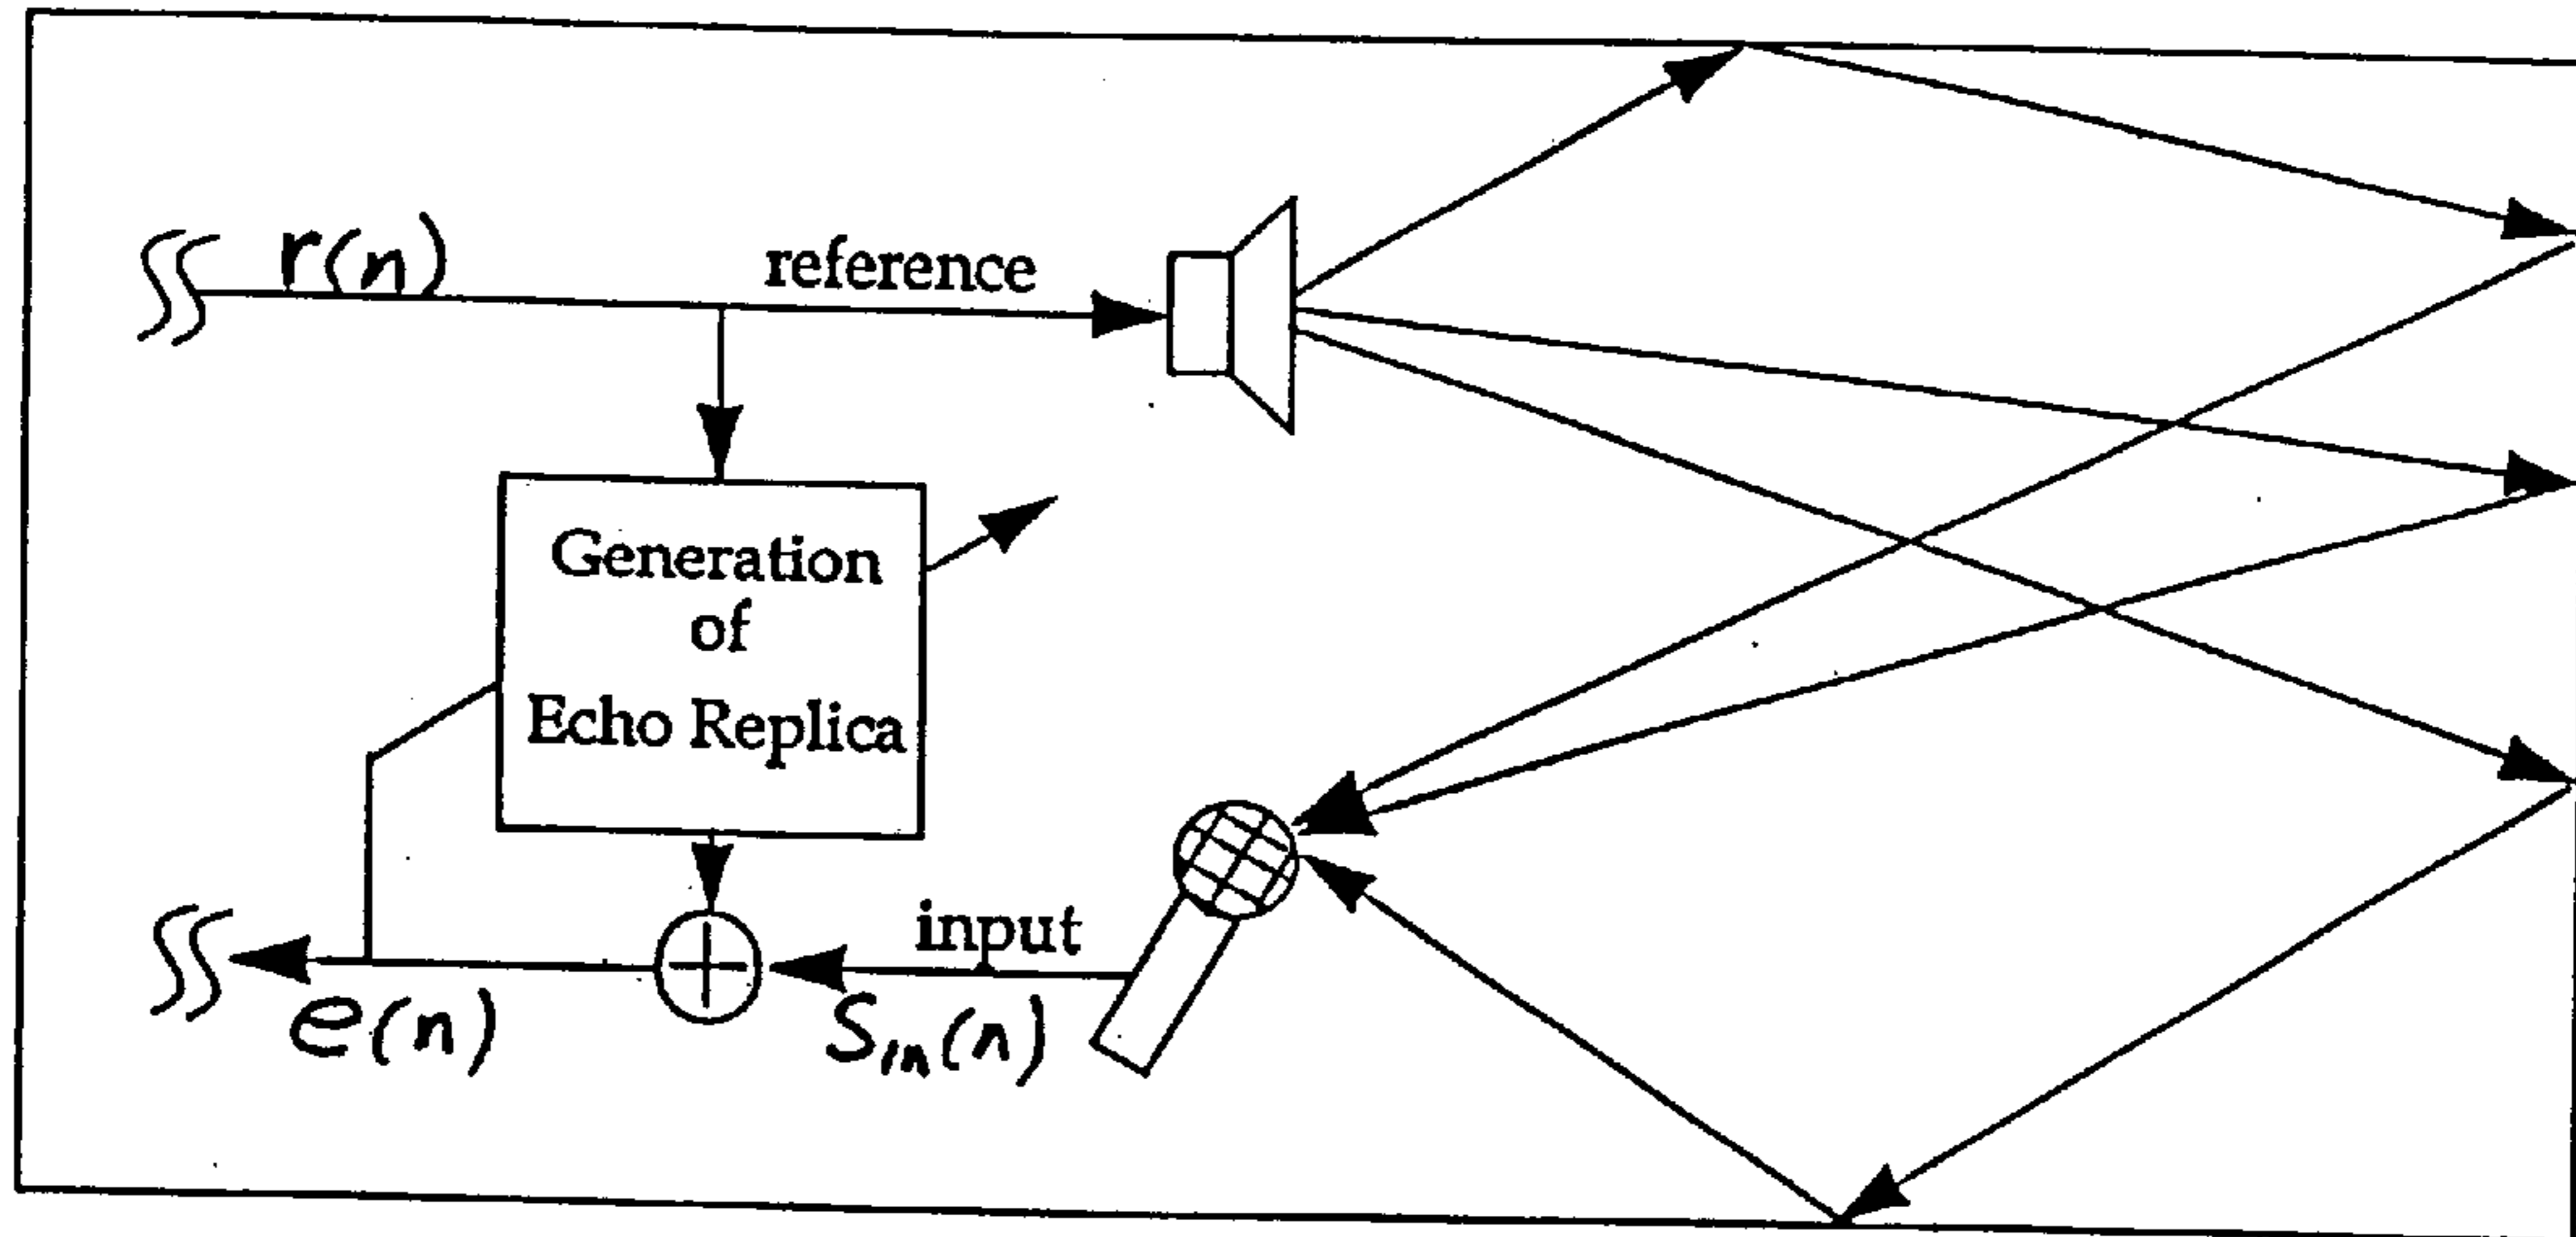 r(n)
reference
Generation
of
Echo Replica
input
e(n)
Sin(n)